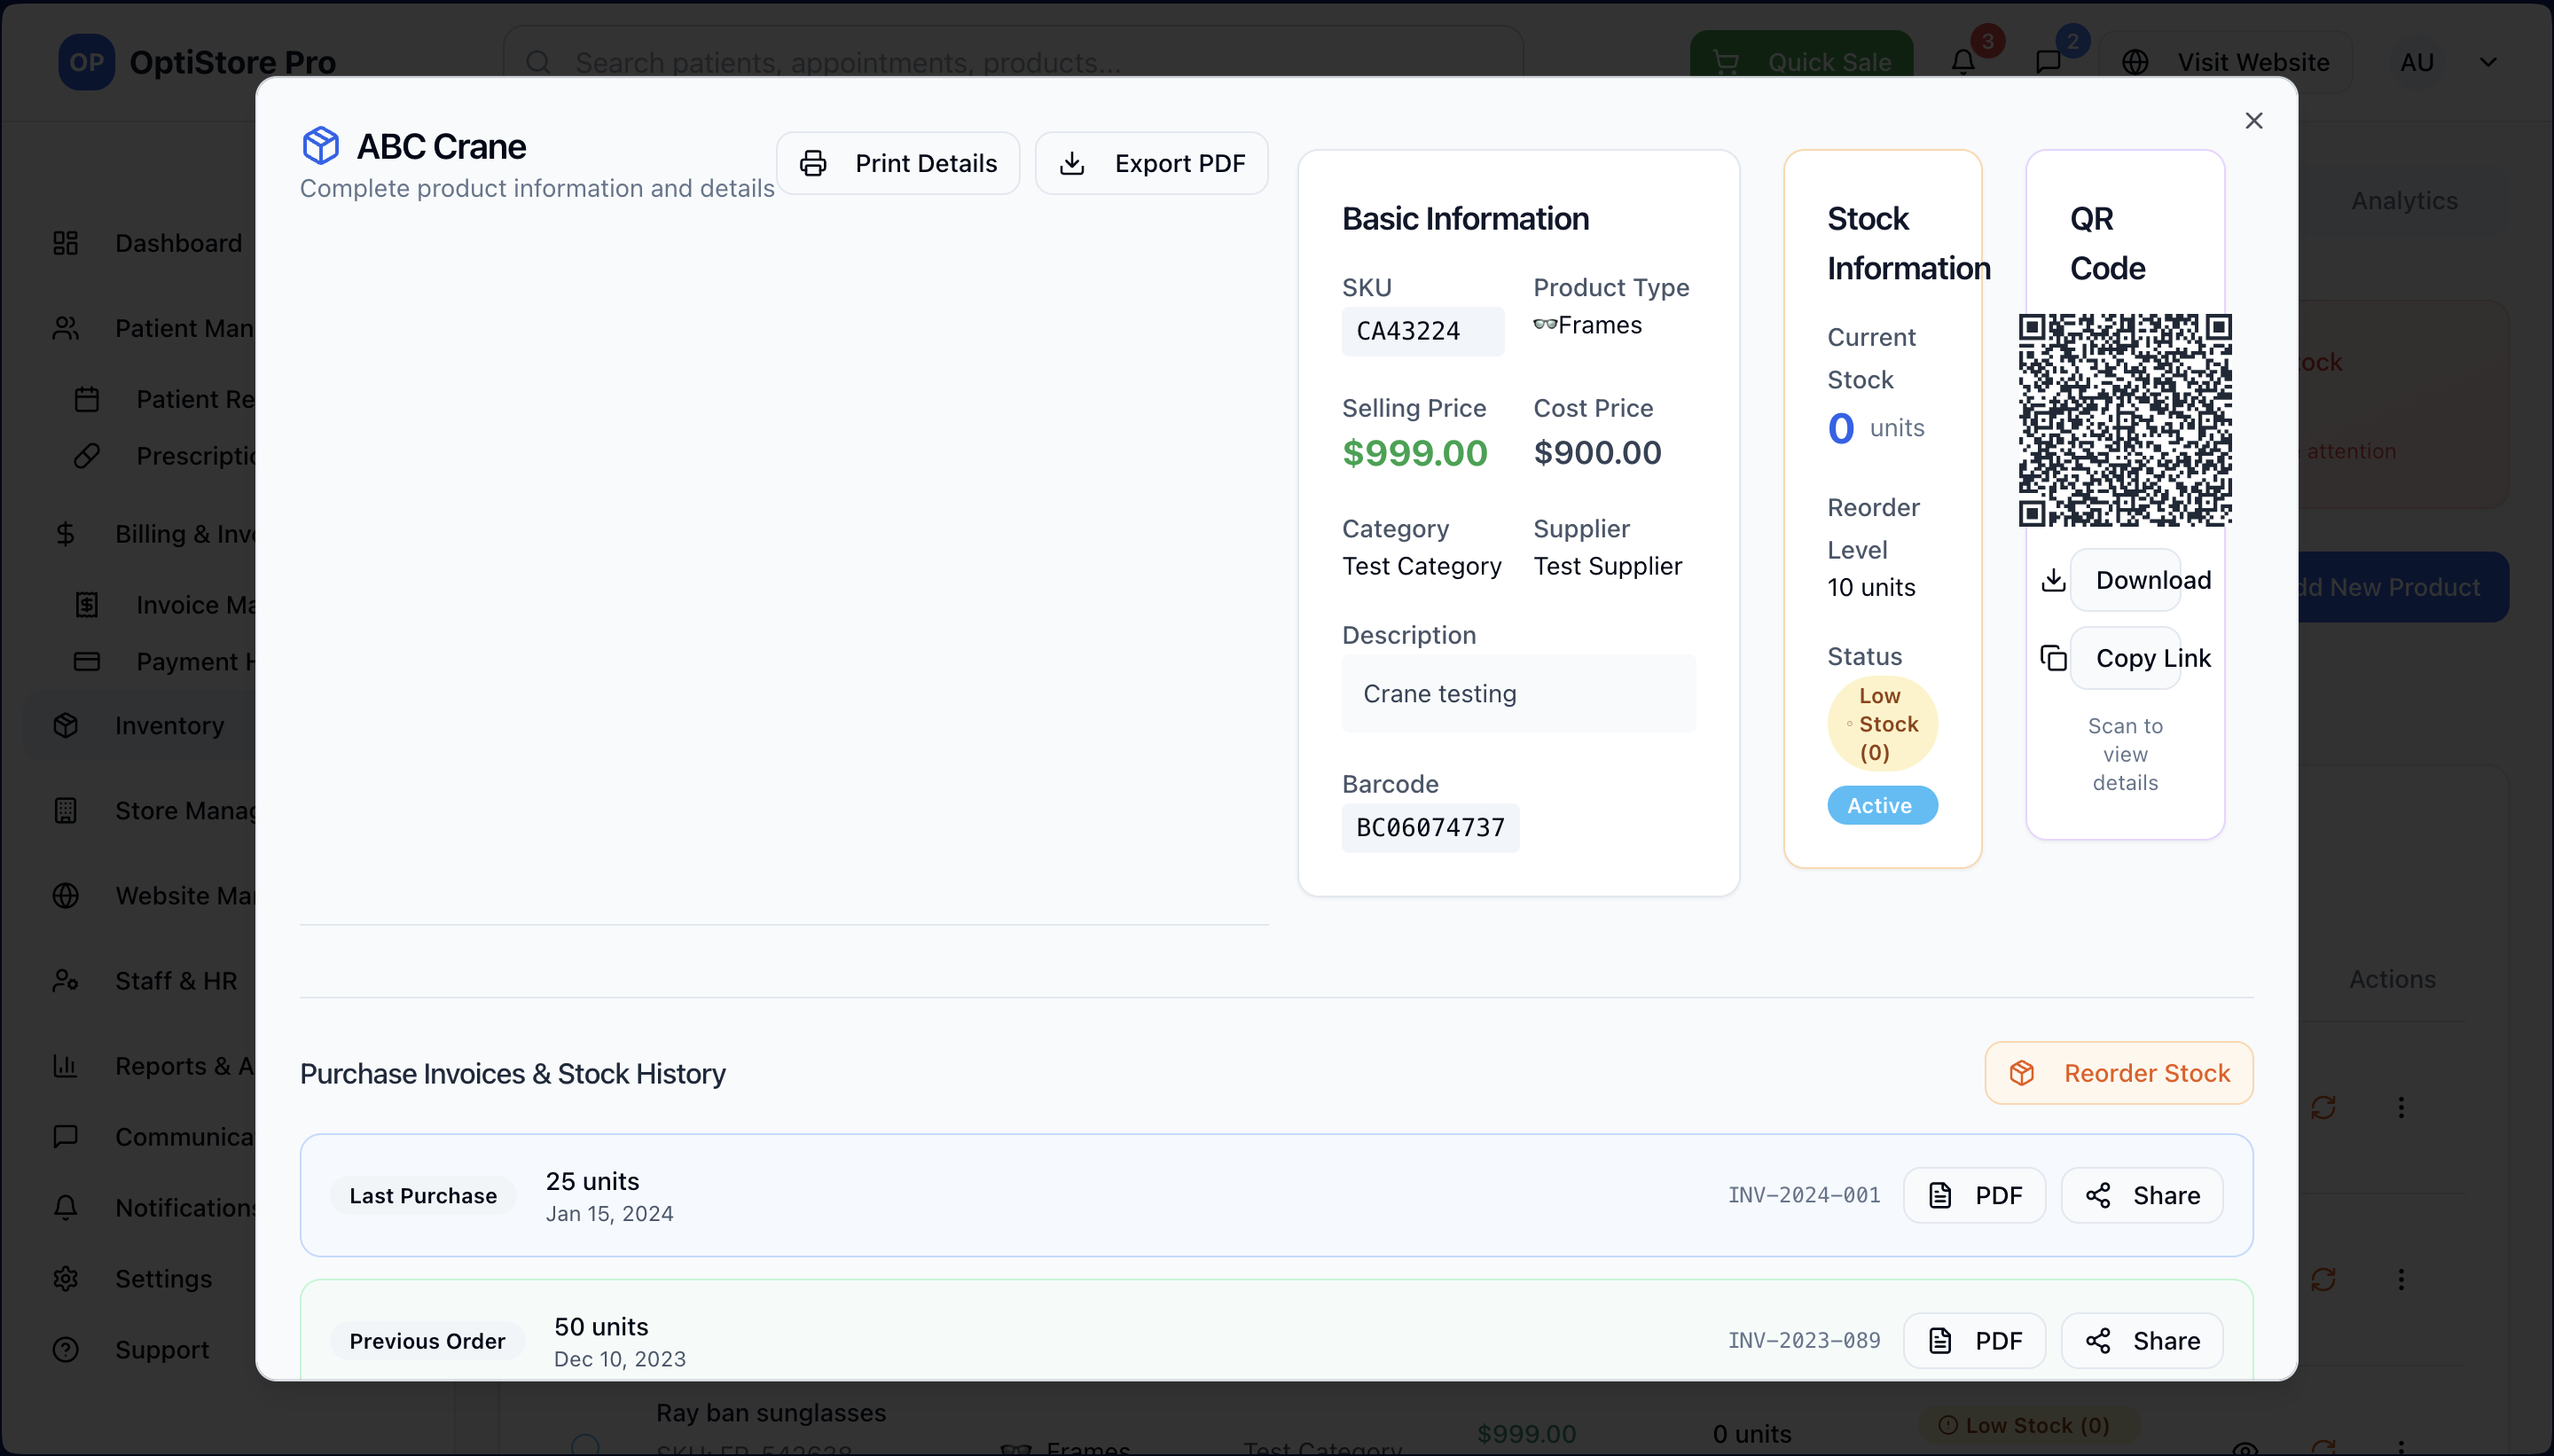 OP OptiStore Pro
Search patients, appointments, products...
Quick Sale
3
2
Visit Website
AU
Analytics
Dashboard
Patient Man
Patient Re
Prescriptio
Billing & Inv
Invoice Ma
Payment H
Inventory
Store Manag
Website Ma
Staff & HR
Reports & A
Communica
Notifications
Settings
Support
ABC Crane
Complete product information and details
Print Details
Export PDF
Basic Information
SKU
CA43224
Product Type
👓Frames
Selling Price
$999.00
Cost Price
$900.00
Category
Test Category
Supplier
Test Supplier
Description
Crane testing
Barcode
BC06074737
Stock
Information
Current
Stock
0 units
Reorder
Level
10 units
Status
Low
Stock
(0)
Active
QR
Code
Download
Copy Link
Scan to
view
details
attention
New Product
Actions
Purchase Invoices & Stock History
Reorder Stock
Last Purchase
25 units
Jan 15, 2024
INV-2024-001
PDF
Share
Previous Order
50 units
Dec 10, 2023
INV-2023-089
PDF
Share
Ray ban sunglasses
Frames
Test Category
$999.00
0 units
Low Stock (0)